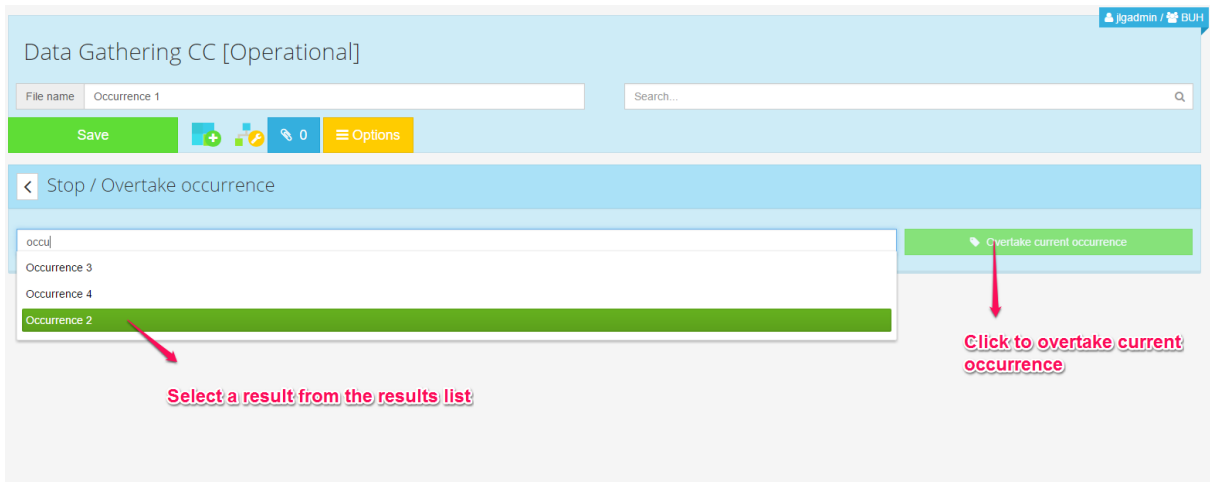 jlgadmin / BUH
Data Gathering CC [Operational]
File name Occurrence 1
Search...
Save
0
Options
Stop / Overtake occurrence
occu
Overtake current occurrence
Occurrence 3
Occurrence 4
Occurrence 2
Click to overtake current
occurrence
Select a result from the results list